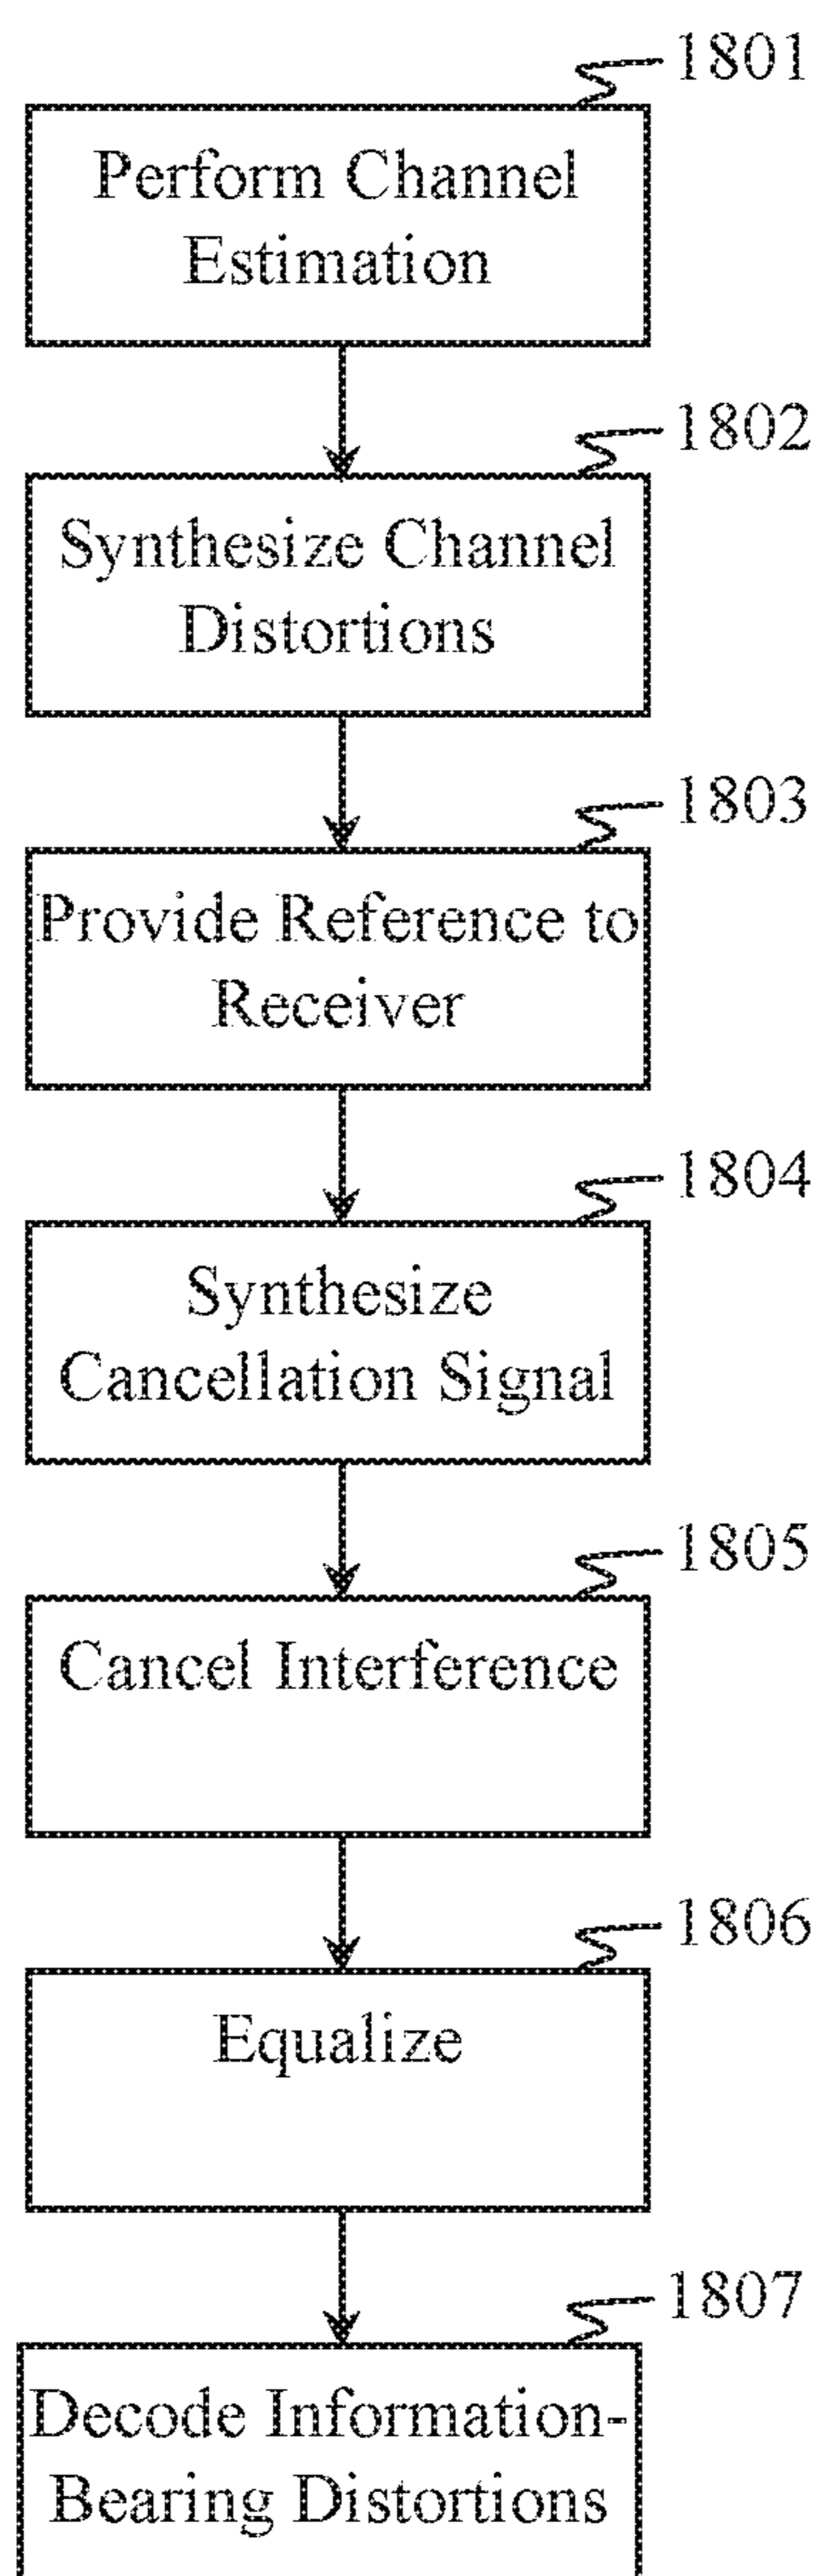 1801
Perform Channel
Estimation
1802
Synthesize Channel
Distortions
1803
Provide Reference to
Receiver
1804
Synthesize
Cancellation Signal
1805
Cancel Interference
1806
Equalize
1807
Decode Information-
Bearing Distortions